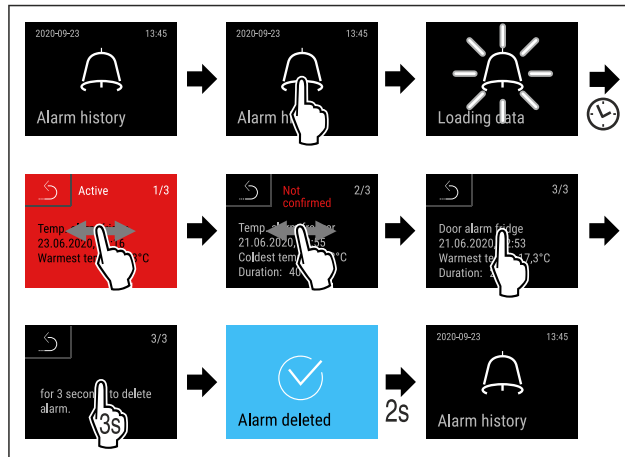 2020-09-23 13:45
Alarm history
2020-09-23 13:45
Alarm h
Loading data
Active 1/3
Temp.
23.06.2020, 6
Warmest te °C
Not 2/3
confirmed
Temp.
21.06.2020 55
Coldest tem °C
Duration: 40
3/3
Door alarm fridge
21.06.2020, 2:53
Warmest te 17,3°C
Duration:
3/3
for 3 secon to delete
alarm.
3s
Alarm deleted
2s
2020-09-23 13:45
Alarm history